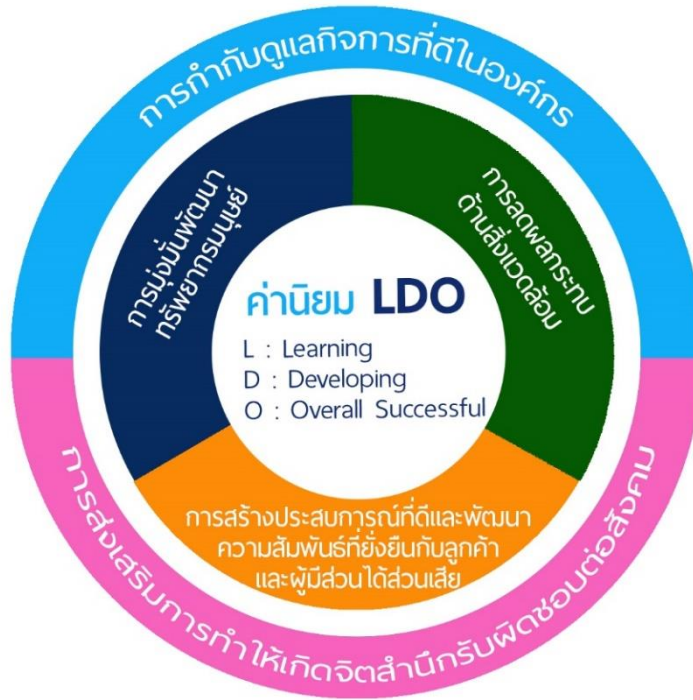 การกำกับดูแลกิจการที่ดีในองค์กร
การมุ่งมั่นพัฒนา
ทรัพยากรมนุษย์
การลดผลกระทบ
ด้านสิ่งแวดล้อม
ค่านิยม LDO
L : Learning
D : Developing
O : Overall Successful
การสร้างประสบการณ์ที่ดีและพัฒนา
ความสัมพันธ์ที่ยั่งยืนกับลูกค้า
และผู้มีส่วนได้ส่วนเสีย
การส่งเสริมการทำให้เกิดจิตสำนึกรับผิดชอบต่อสังคม